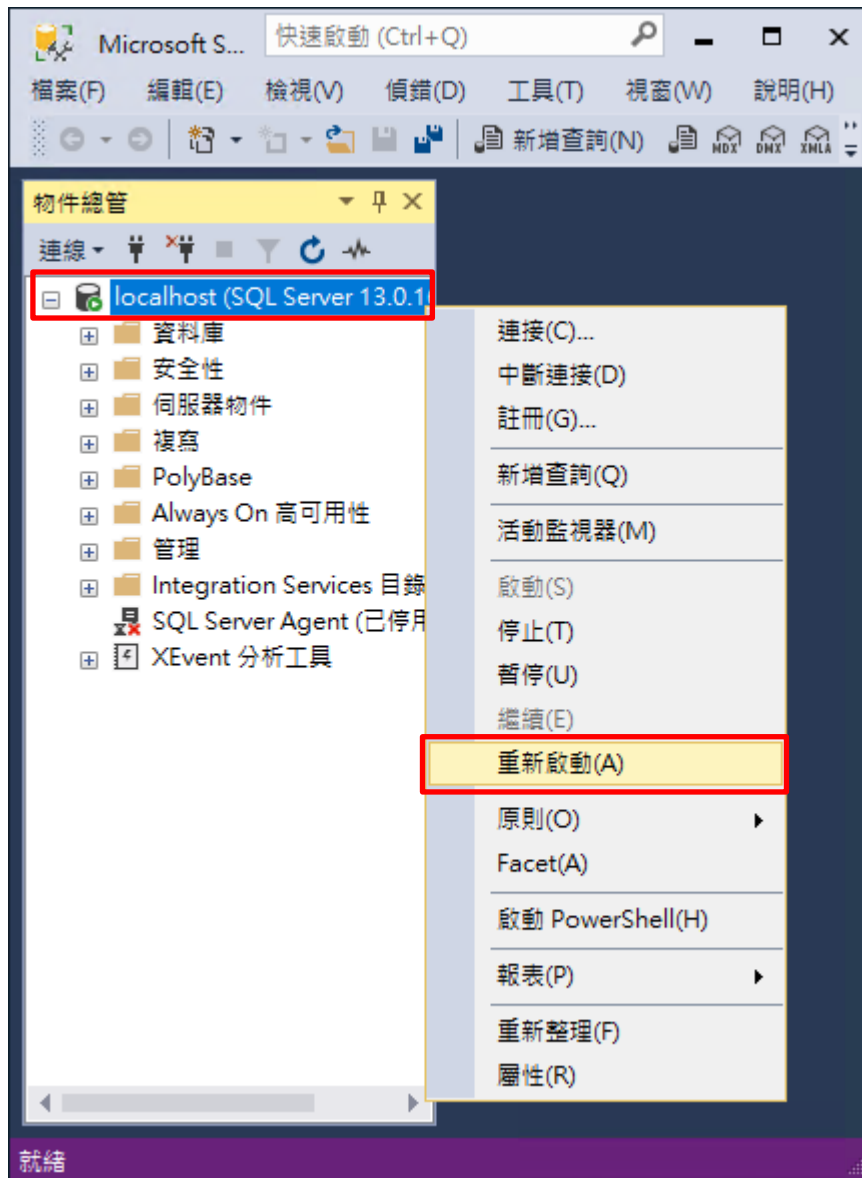 Microsoft S...
快速啟動 (Ctrl+Q)
檔案(F) 編輯(E) 檢視(V) 偵錯(D) 工具(T) 視窗(W) 說明(H)
新增查詢(N) MDX DMX XMLA
物件總管
連線
localhost (SQL Server 13.0.1
資料庫
安全性
伺服器物件
複寫
PolyBase
Always On 高可用性
管理
Integration Services 目錄
SQL Server Agent (已停用
XEvent 分析工具
連接(C)...
中斷連接(D)
註冊(G)...
新增查詢(Q)
活動監視器(M)
啟動(S)
停止(T)
暫停(U)
繼續(E)
重新啟動(A)
原則(O)
Facet(A)
啟動 PowerShell(H)
報表(P)
重新整理(F)
屬性(R)
就緒